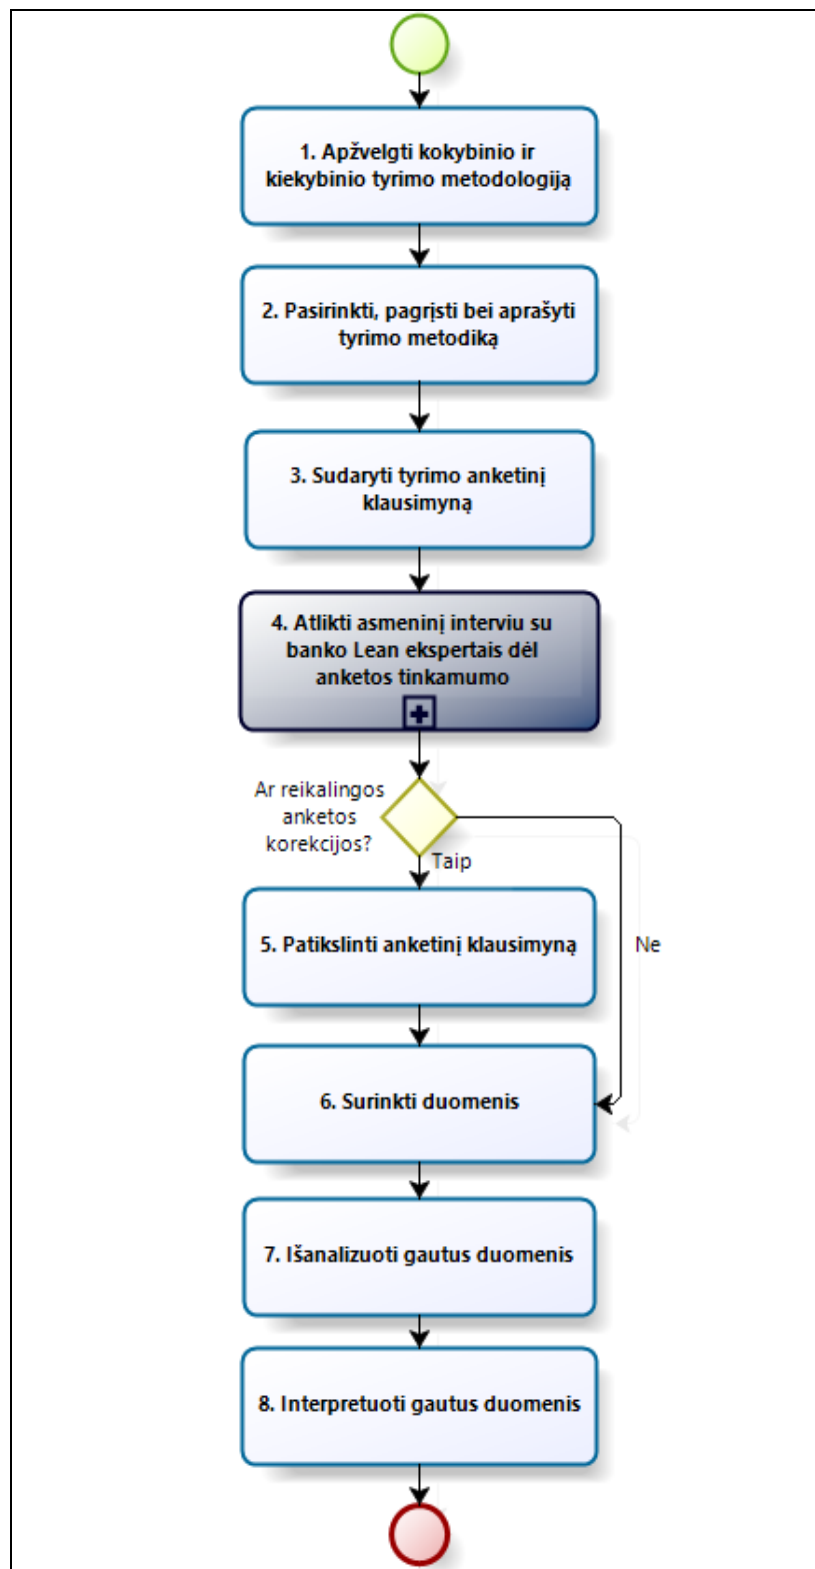 1. Apžvelgti kokybinio ir
kiekybinio tyrimo metodologiją
2. Pasirinkti, pagrįsti bei aprašyti
tyrimo metodiką
3. Sudaryti tyrimo anketinį
klausimyną
4. Atlikti asmeninį interviu su
banko Lean ekspertais dėl
anketos tinkamumo
Ar reikalingos
anketos
korekcijos?
Taip
5. Patikslinti anketinį klausimyną
Ne
6. Surinkti duomenis
7. Išanalizuoti gautus duomenis
8. Interpretuoti gautus duomenis